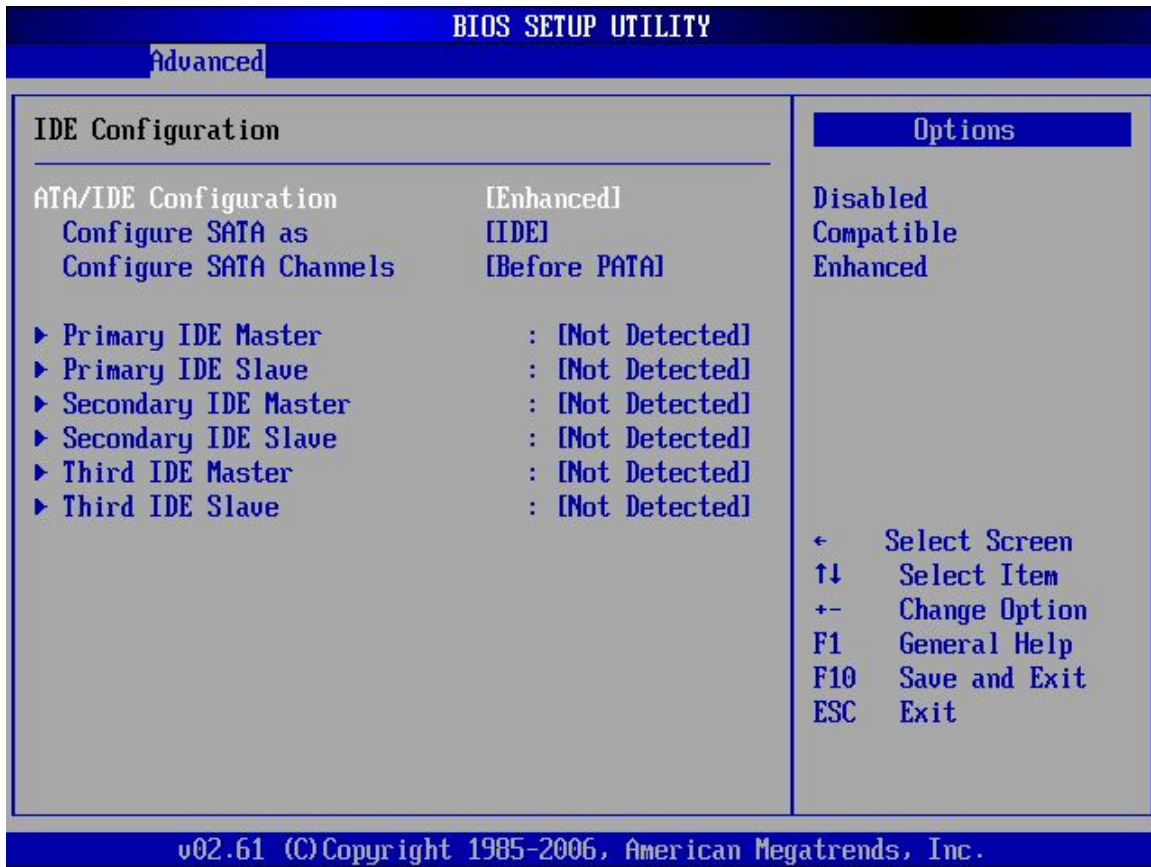 BIOS SETUP UTILITY
Advanced
IDE Configuration
ATA/IDE Configuration [Enhanced]
Configure SATA as [IDE]
Configure SATA Channels [Before PATA]
Primary IDE Master : [Not Detected]
Primary IDE Slave : [Not Detected]
Secondary IDE Master : [Not Detected]
Secondary IDE Slave : [Not Detected]
Third IDE Master : [Not Detected]
Third IDE Slave : [Not Detected]
Options
Disabled
Compatible
Enhanced
← Select Screen
↑↓ Select Item
+- Change Option
F1 General Help
F10 Save and Exit
ESC Exit
v02.61 (C)Copyright 1985-2006, American Megatrends, Inc.